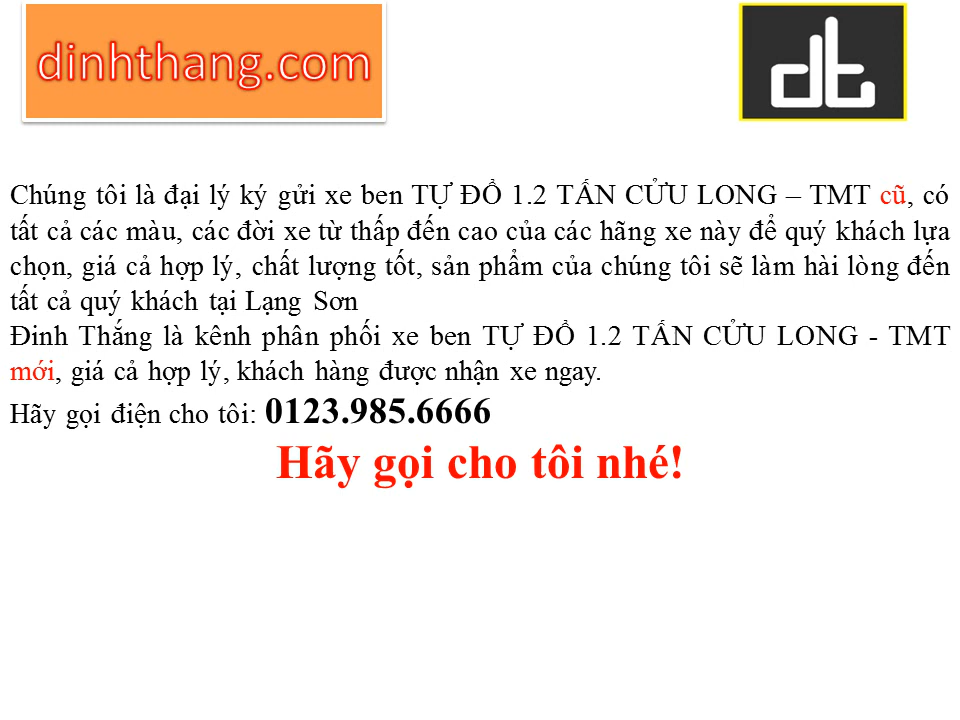 dinhthang.com
dt
Chúng tôi là đại lý ký gửi xe ben TỰ ĐỔ 1.2 TẤN CỬU LONG – TMT cũ, có
tất cả các màu, các đời xe từ thấp đến cao của các hãng xe này để quý khách lựa
chọn, giá cả hợp lý, chất lượng tốt, sản phẩm của chúng tôi sẽ làm hài lòng đến
tất cả quý khách tại Lạng Sơn
Đinh Thắng là kênh phân phối xe ben TỰ ĐỔ 1.2 TẤN CỬU LONG - TMT
mới, giá cả hợp lý, khách hàng được nhận xe ngay.
Hãy gọi điện cho tôi: 0123.985.6666
Hãy gọi cho tôi nhé!